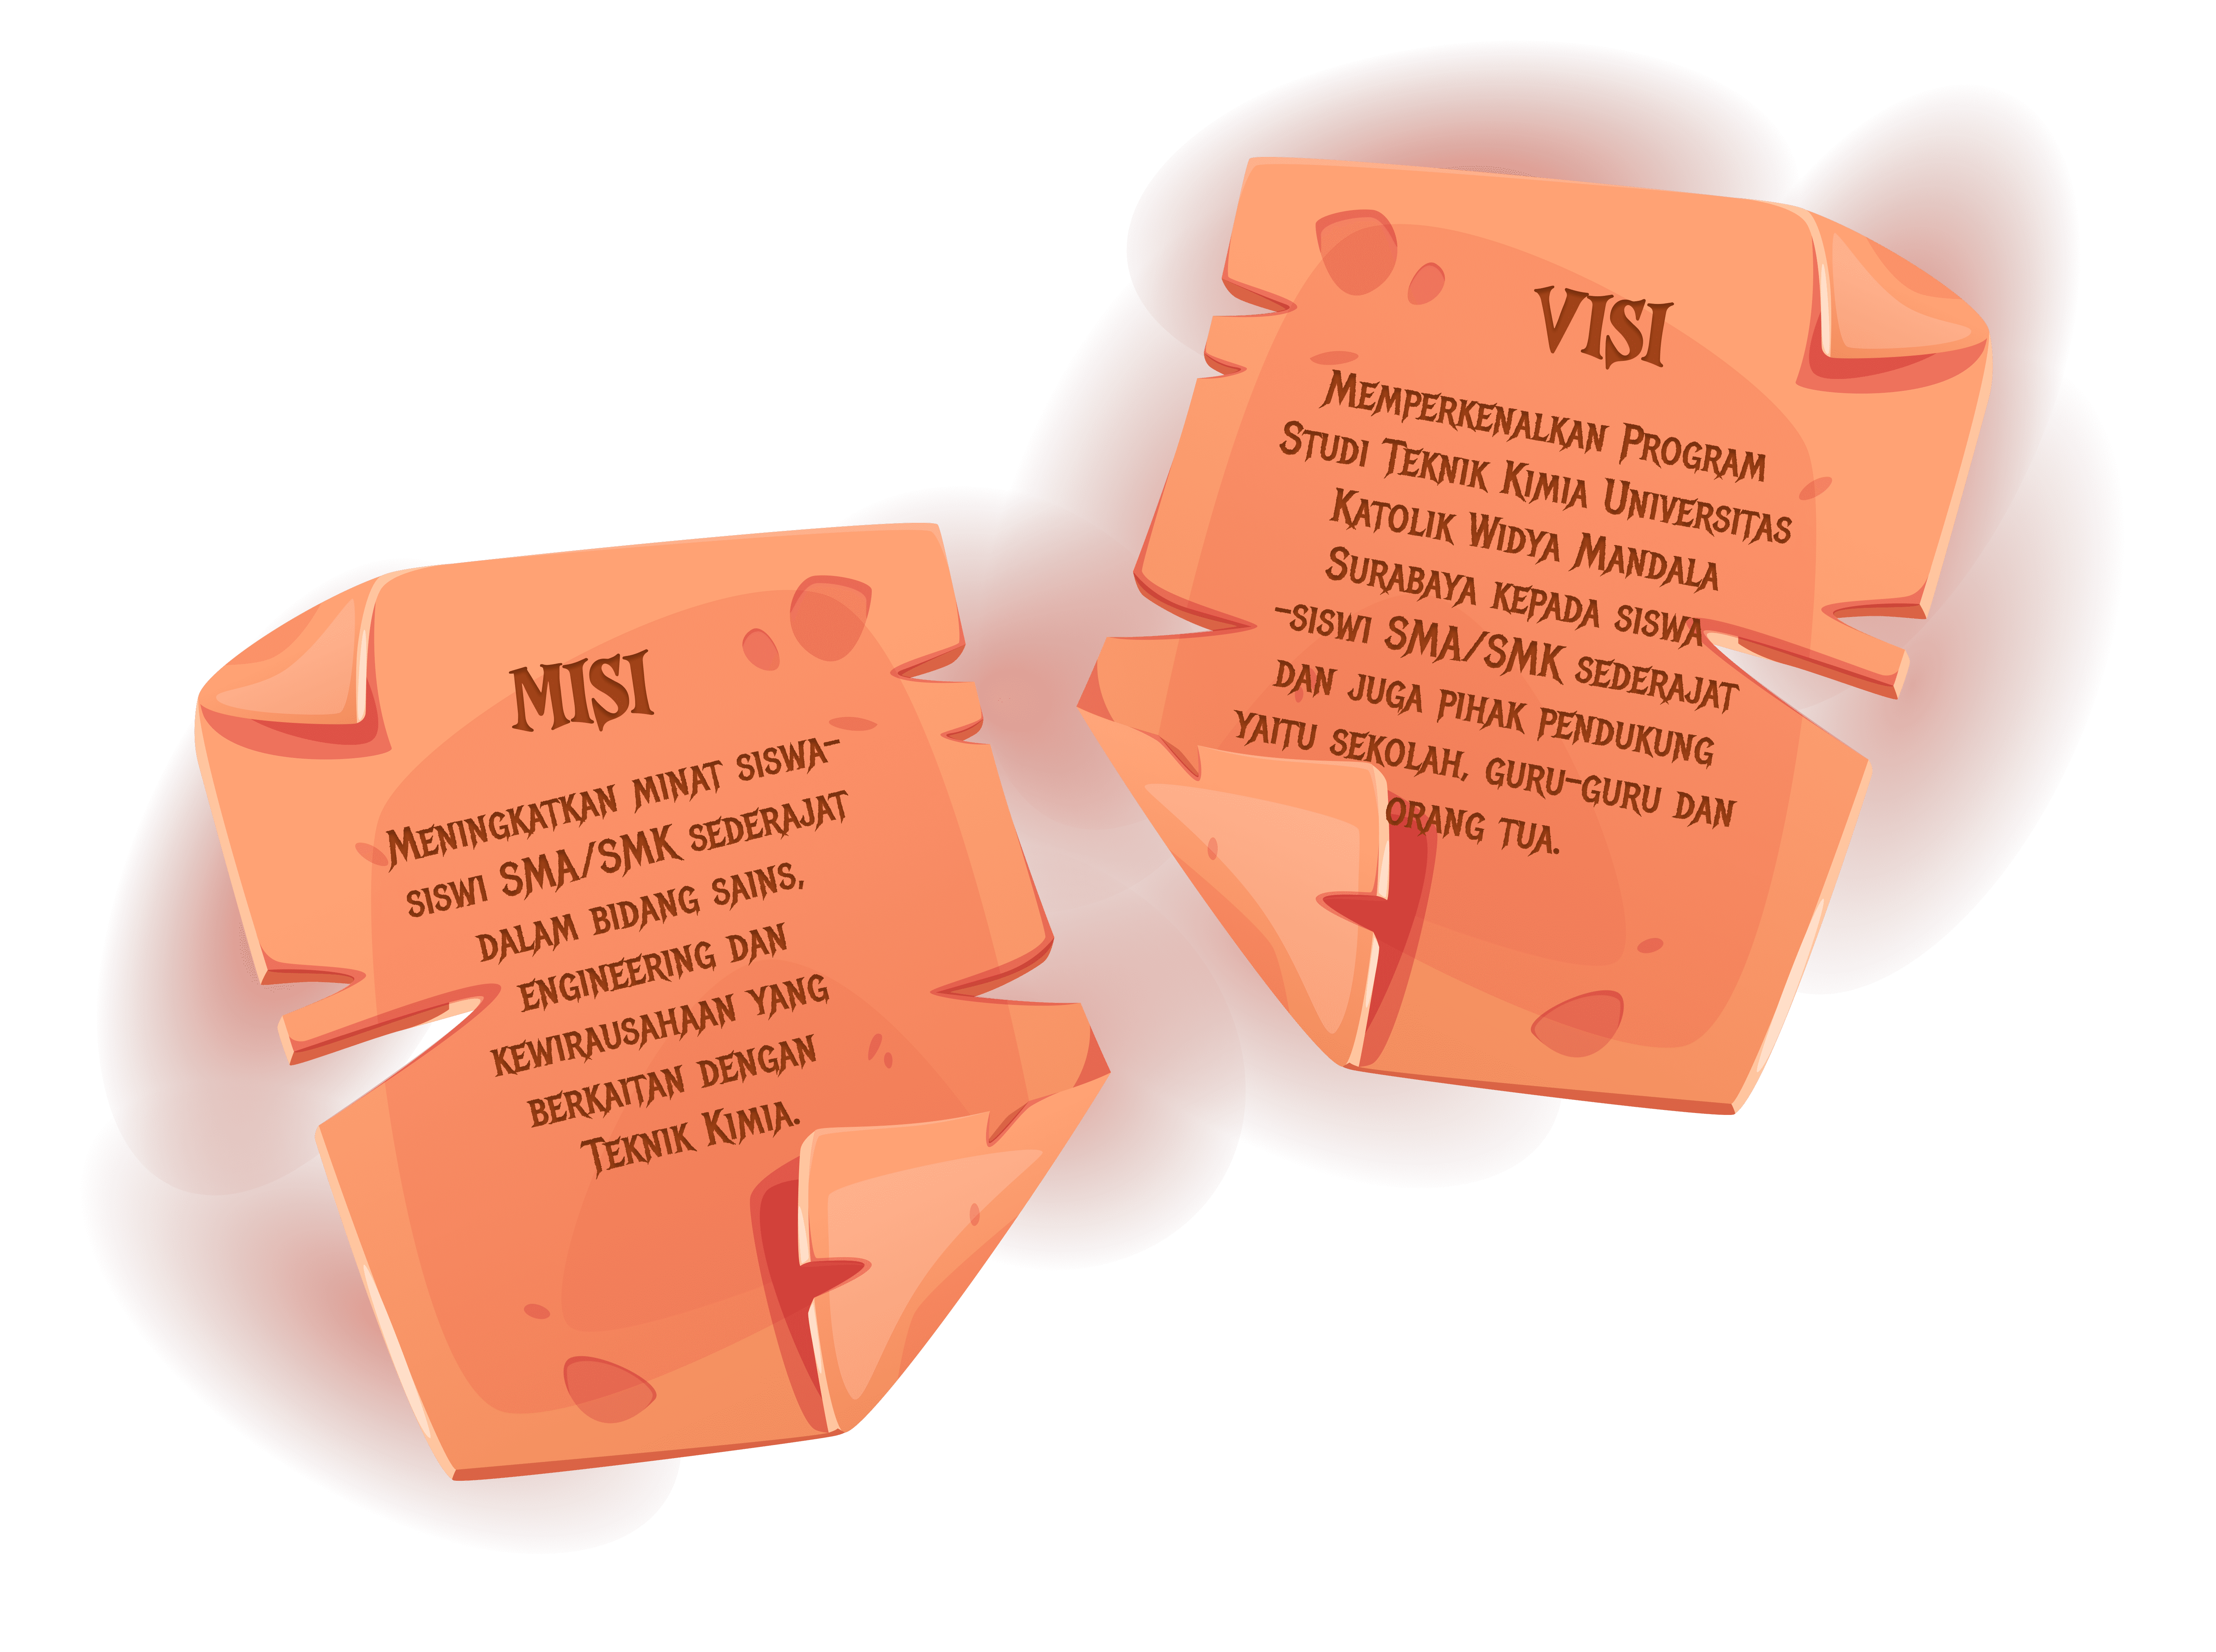 MISI
Meningkatkan minat siswa-
siswi SMA/SMK sederajat
dalam bidang sains,
engineering dan
kewirausahaan yang
berkaitan dengan
Teknik Kimia.
VISI
Memperkenalkan Program
Studi Teknik Kimia Universitas
Katolik Widya Mandala
Surabaya kepada siswa
-siswi SMA/SMK sederajat
dan juga pihak pendukung
yaitu sekolah, guru-guru dan
orang tua.